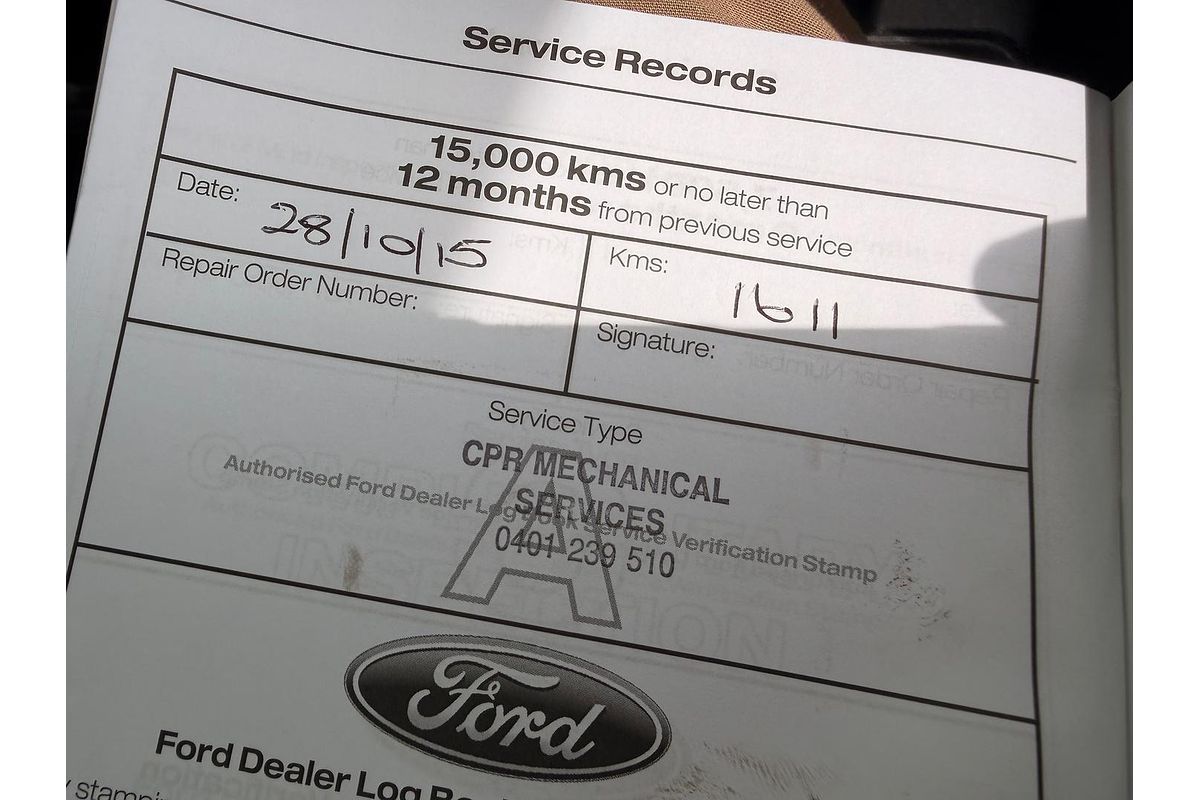 Service Records
15,000 kms or no later than
12 months from previous service
Date: 28/10/15
Kms: 1611
Repair Order Number:
Signature:
Service Type
A
CPR MECHANICAL
SERVICES
0401 239 510
Authorised Ford Dealer Log Book Service Verification Stamp
Ford
Ford Dealer Log